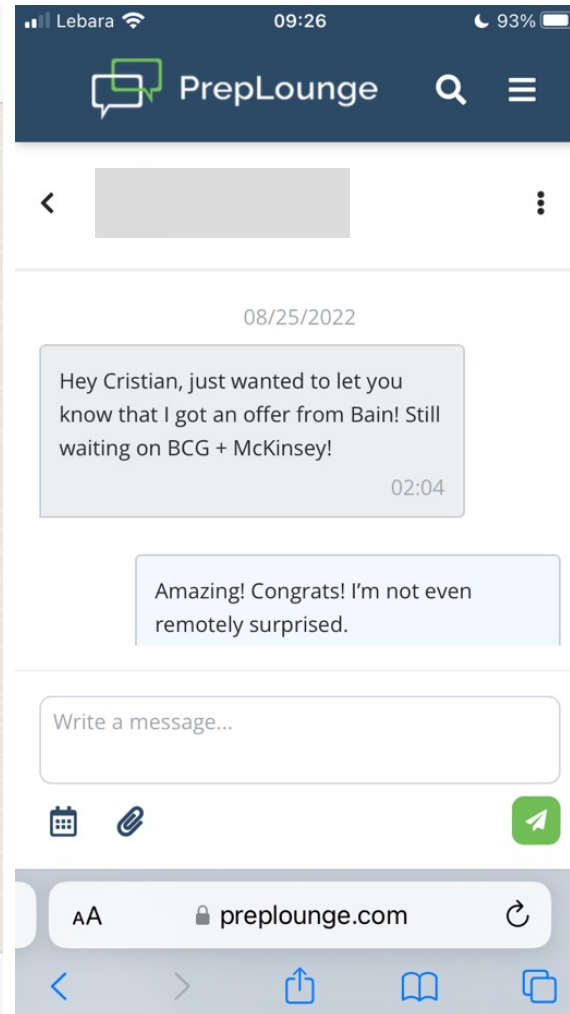 Lebara 09:26 93%
PrepLounge
08/25/2022
Hey Cristian, just wanted to let you
know that I got an offer from Bain! Still
waiting on BCG + McKinsey!
02:04
Amazing! Congrats! I'm not even
remotely surprised.
Write a message...
AA preplounge.com